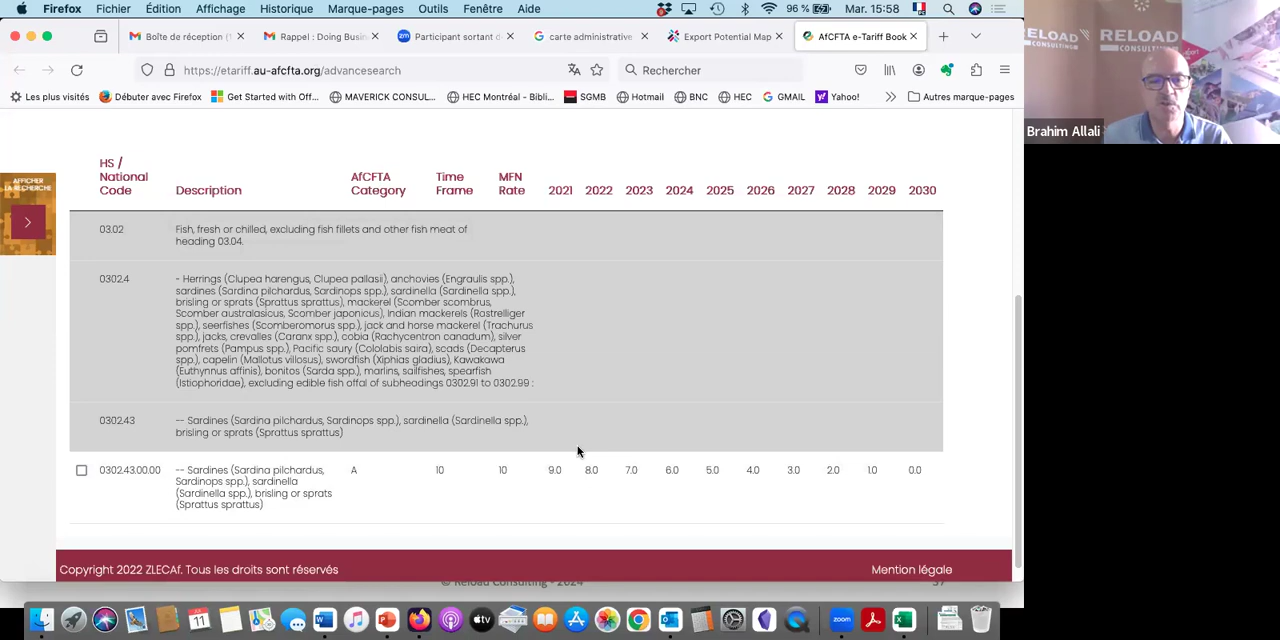 Firefox Fichier Édition Affichage Historique Marque-pages Outils Fenêtre Aide 96 % Mar. 15:58
Boîte de réception ( Rappel : Doing Busin Participant sortant d carte administrative Export Potential Map AfCFTA e-Tariff Book
https://etariff.au-afcfta.org/advancesearch Rechercher
Les plus visités Débuter avec Firefox Get Started with Off... MAVERICK CONSUL... HEC Montréal - Bibli... SGMB Hotmail BNC HEC GMAIL Yahoo! Autres marque-pages
AFFICHER
LA RECHERCHE
HS /
National
Code
Description
AfCFTA
Category
Time
Frame
MFN
Rate
2021 2022 2023 2024 2025 2026 2027 2028 2029 2030
03.02
Fish, fresh or chilled, excluding fish fillets and other fish meat of
heading 03.04.
0302.4
- Herrings (Clupea harengus, Clupea pallasii), anchovies (Engraulis spp.),
sardines (Sardina pilchardus, Sardinops spp.), sardinella (Sardinella spp.),
brisling or sprats (Sprattus sprattus), mackerel (Scomber scombrus,
Scomber australasicus, Scomber japonicus), Indian mackerels (Rastrelliger
spp.), seerfishes (Scomberomorus spp.), jack and horse mackerel (Trachurus
spp.), jacks, crevalles (Caranx spp.), cobia (Rachycentron canadum), silver
pomfrets (Pampus spp.), Pacific saury (Cololabis saira), scads (Decapterus
spp.), capelin (Mallotus villosus), swordfish (Xiphias gladius), Kawakawa
(Euthynnus affinis), bonitos (Sarda spp.), marlins, sailfishes, spearfish
(Istiophoridae), excluding edible fish offal of subheadings 0302.91 to 0302.99 :
0302.43
-- Sardines (Sardina pilchardus, Sardinops spp.), sardinella (Sardinella spp.),
brisling or sprats (Sprattus sprattus)
0302.43.00.00
-- Sardines (Sardina pilchardus,
Sardinops spp.), sardinella
(Sardinella spp.), brisling or sprats
(Sprattus sprattus)
A 10 10 9.0 8.0 7.0 6.0 5.0 4.0 3.0 2.0 1.0 0.0
Copyright 2022 ZLECAf. Tous les droits sont réservés Mention légale
© Reload Consulting - 2024 37
RELOAD
CONSULTING
RELOAD
CONSULTING
Brahim Allali